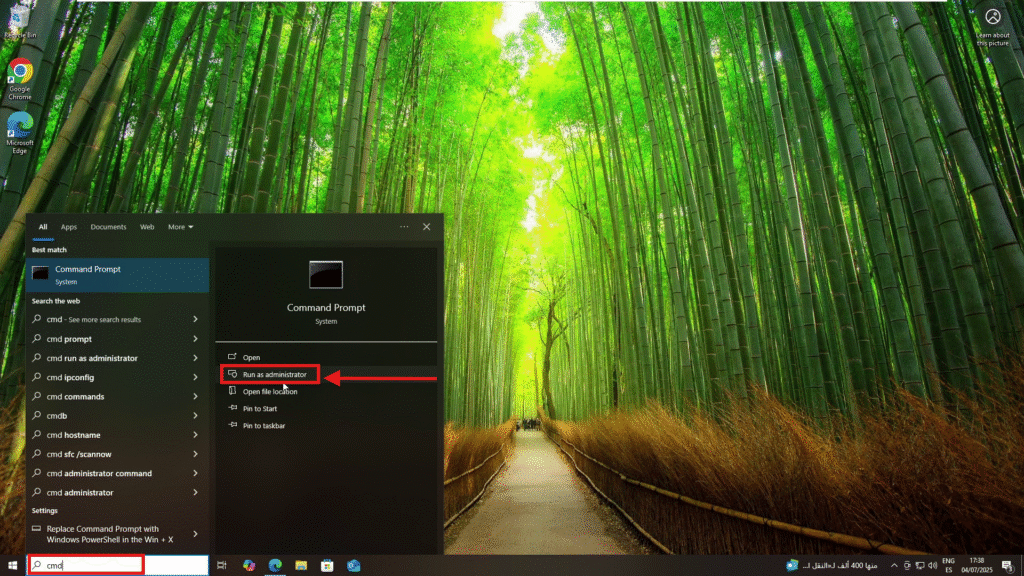 Recycle Bin
Google
Chrome
Microsoft
Edge
Learn about
this picture
All
Apps
Documents
Web
More
Best match
Command Prompt
System
Search the web
cmd - See more search results
cmd prompt
cmd run as administrator
cmd ipconfig
cmd commands
cmdb
cmd hostname
cmd sfc /scannow
cmd administrator command
cmd administrator
Settings
Replace Command Prompt with
Windows PowerShell in the Win + X
Command Prompt
System
Open
Run as administrator
Open file location
Pin to Start
Pin to taskbar
cmd
منها 400 ألف لـ«النقل ا...
ENG
ES
17:38
04/07/2025